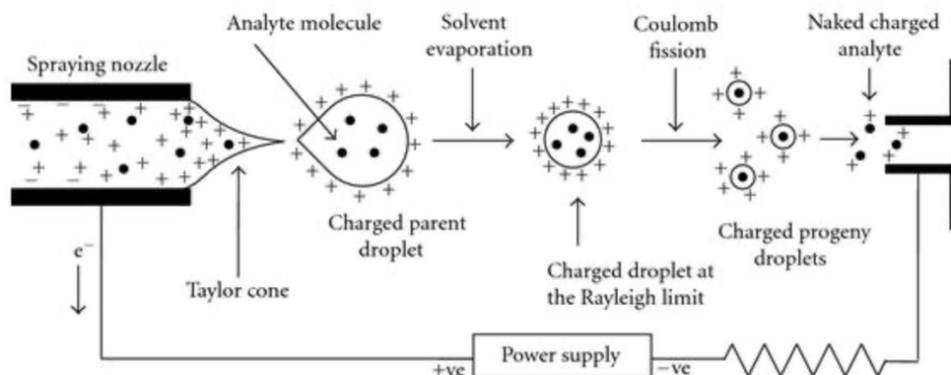 Spraying nozzle
Analyte molecule
Solvent
evaporation
Coulomb
fission
Naked charged
analyte
Charged parent
droplet
Charged droplet at
the Rayleigh limit
Charged progeny
droplets
e−
Taylor cone
+ve
Power supply
−ve